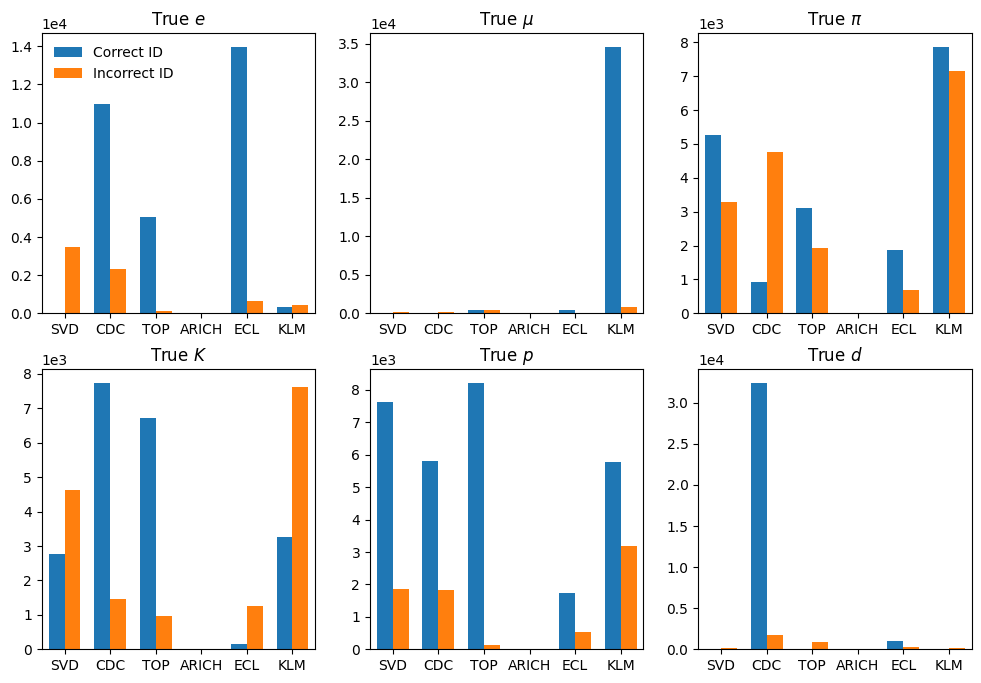 True e
True μ
True π
1e4
1e4
1e3
Correct ID
Incorrect ID
1.4
1.2
1.0
0.8
0.6
0.4
0.2
0.0
SVD CDC TOP ARICH ECL KLM
3.5
3.0
2.5
2.0
1.5
1.0
0.5
0.0
SVD CDC TOP ARICH ECL KLM
8
7
6
5
4
3
2
1
0
SVD CDC TOP ARICH ECL KLM
True K
True p
True d
1e3
1e3
1e4
8
7
6
5
4
3
2
1
0
SVD CDC TOP ARICH ECL KLM
8
7
6
5
4
3
2
1
0
SVD CDC TOP ARICH ECL KLM
3.0
2.5
2.0
1.5
1.0
0.5
0.0
SVD CDC TOP ARICH ECL KLM